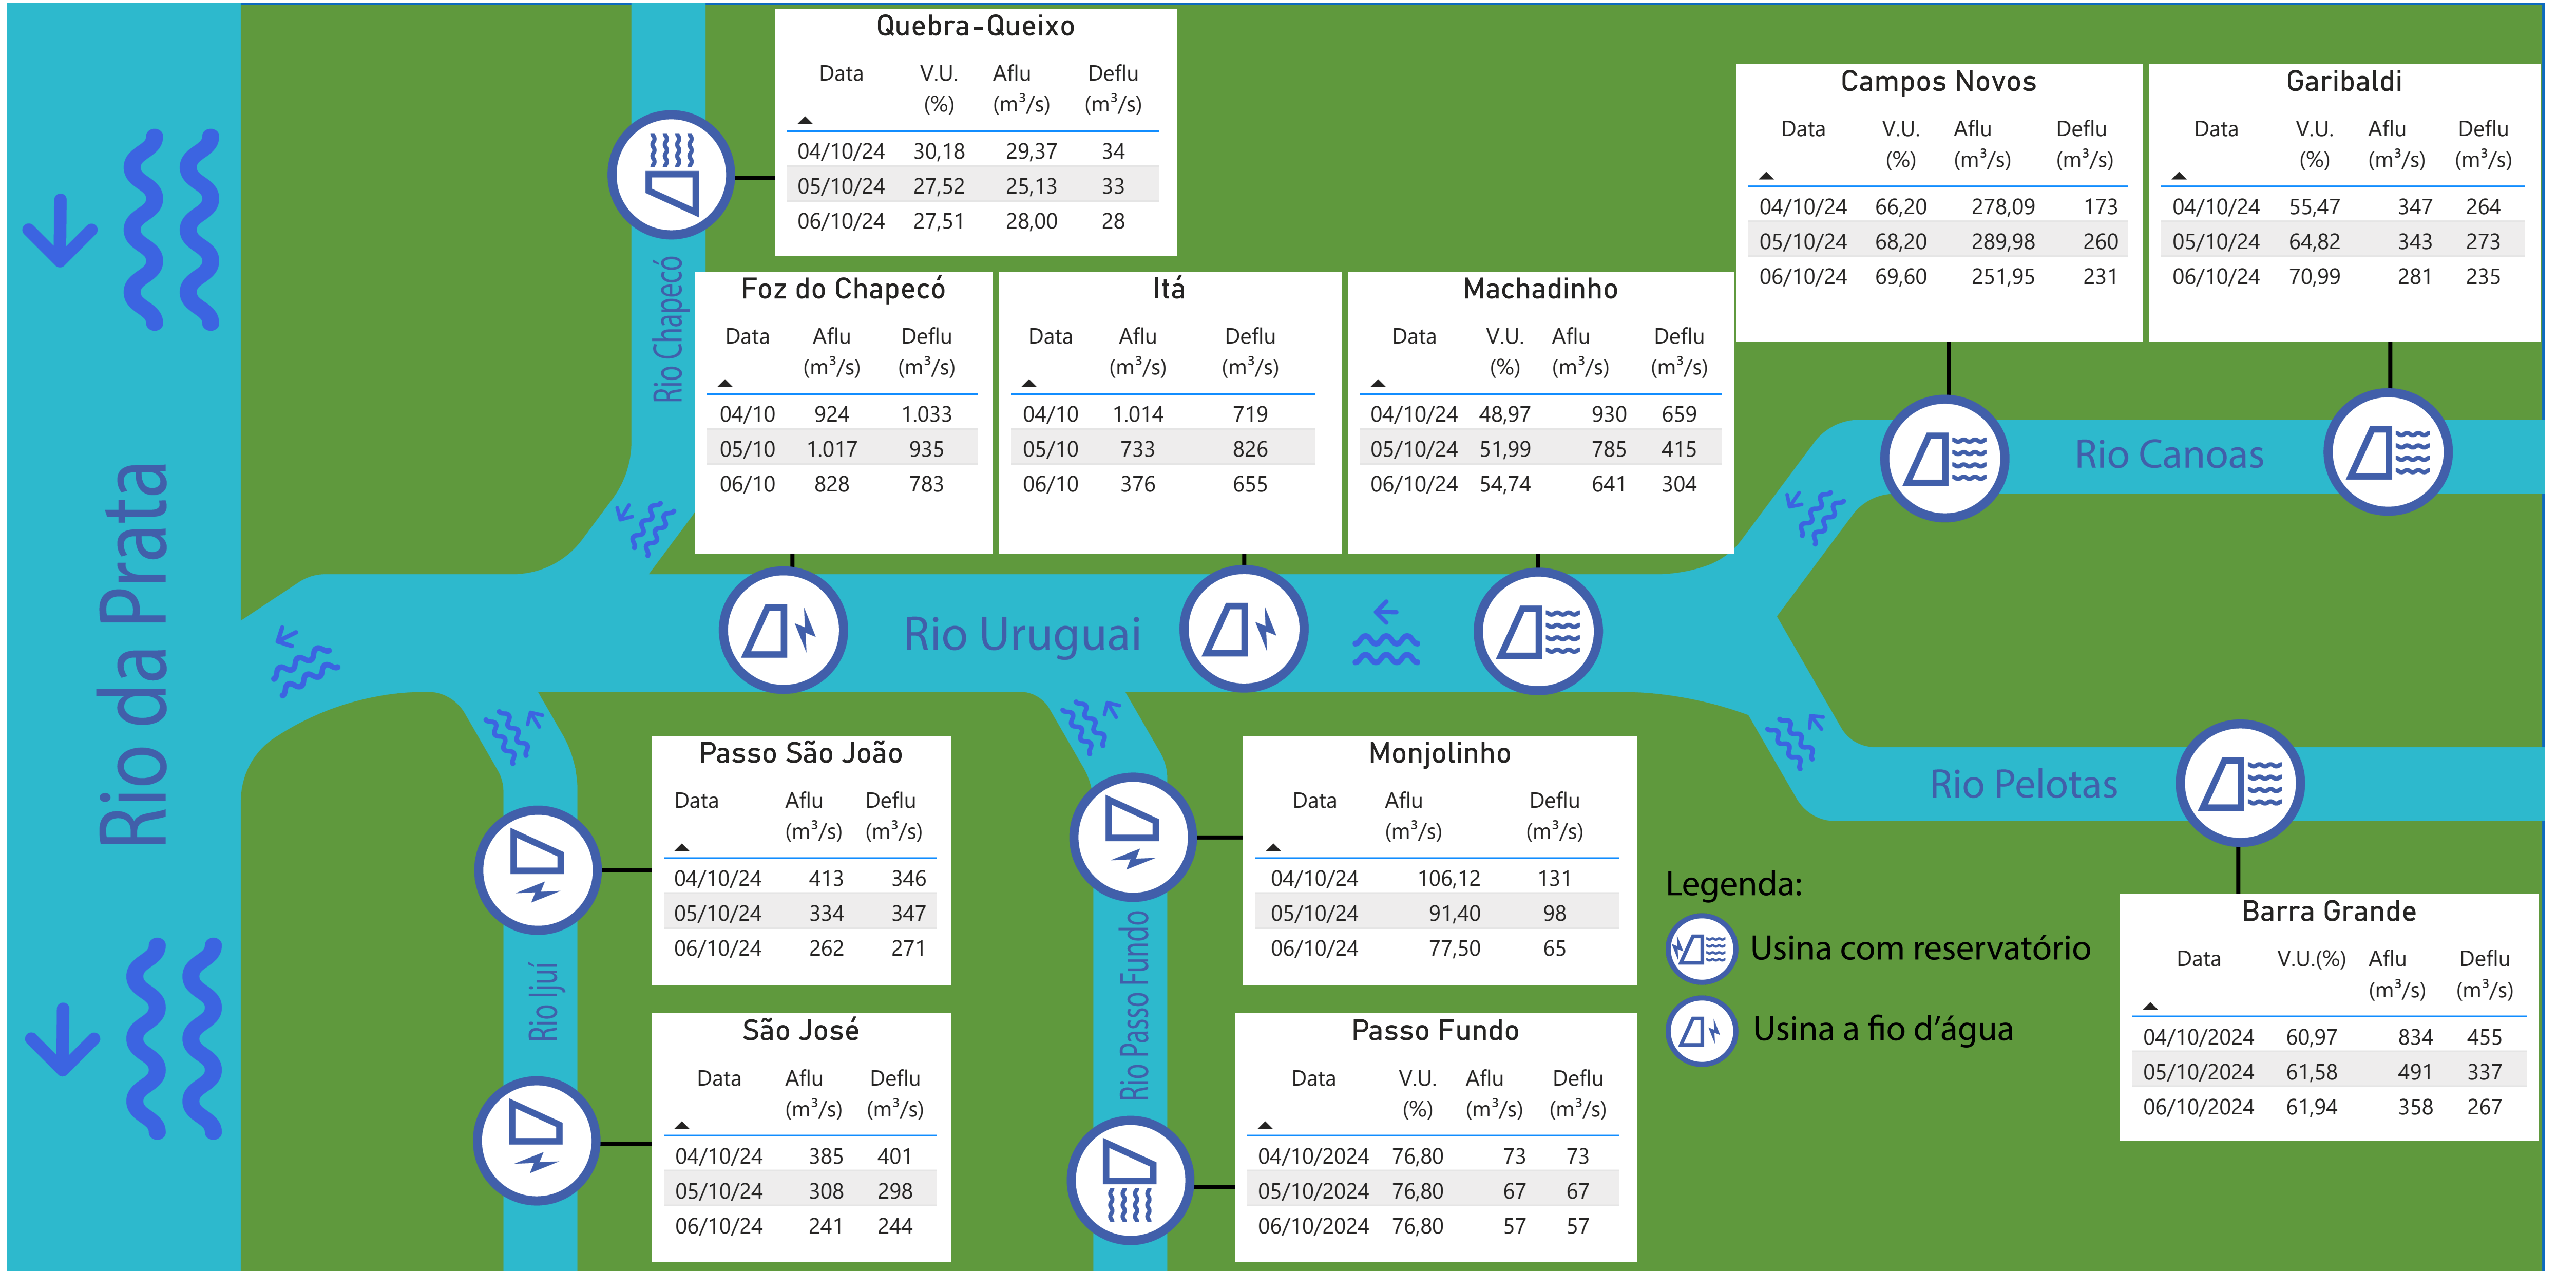 Quebra-Queixo
Data V.U. (%) Aflu (m³/s) Deflu (m³/s)
04/10/24 30,18 29,37 34
05/10/24 27,52 25,13 33
06/10/24 27,51 28,00 28
Campos Novos
Data V.U. (%) Aflu (m³/s) Deflu (m³/s)
04/10/24 66,20 278,09 173
05/10/24 68,20 289,98 260
06/10/24 69,60 251,95 231
Garibaldi
Data V.U. (%) Aflu (m³/s) Deflu (m³/s)
04/10/24 55,47 347 264
05/10/24 64,82 343 273
06/10/24 70,99 281 235
Rio Chapecó
Foz do Chapecó
Data Aflu (m³/s) Deflu (m³/s)
04/10 924 1.033
05/10 1.017 935
06/10 828 783
Itá
Data Aflu (m³/s) Deflu (m³/s)
04/10 1.014 719
05/10 733 826
06/10 376 655
Machadinho
Data V.U. (%) Aflu (m³/s) Deflu (m³/s)
04/10/24 48,97 930 659
05/10/24 51,99 785 415
06/10/24 54,74 641 304
Rio Canoas
Rio da Prata
Rio Uruguai
Rio Pelotas
Passo São João
Data Aflu (m³/s) Deflu (m³/s)
04/10/24 413 346
05/10/24 334 347
06/10/24 262 271
Monjolinho
Data Aflu (m³/s) Deflu (m³/s)
04/10/24 106,12 131
05/10/24 91,40 98
06/10/24 77,50 65
Legenda:
Usina com reservatório
Usina a fio d’água
Barra Grande
Data V.U.(%) Aflu (m³/s) Deflu (m³/s)
04/10/2024 60,97 834 455
05/10/2024 61,58 491 337
06/10/2024 61,94 358 267
Rio Ijuí
São José
Data Aflu (m³/s) Deflu (m³/s)
04/10/24 385 401
05/10/24 308 298
06/10/24 241 244
Rio Passo Fundo
Passo Fundo
Data V.U. (%) Aflu (m³/s) Deflu (m³/s)
04/10/2024 76,80 73 73
05/10/2024 76,80 67 67
06/10/2024 76,80 57 57